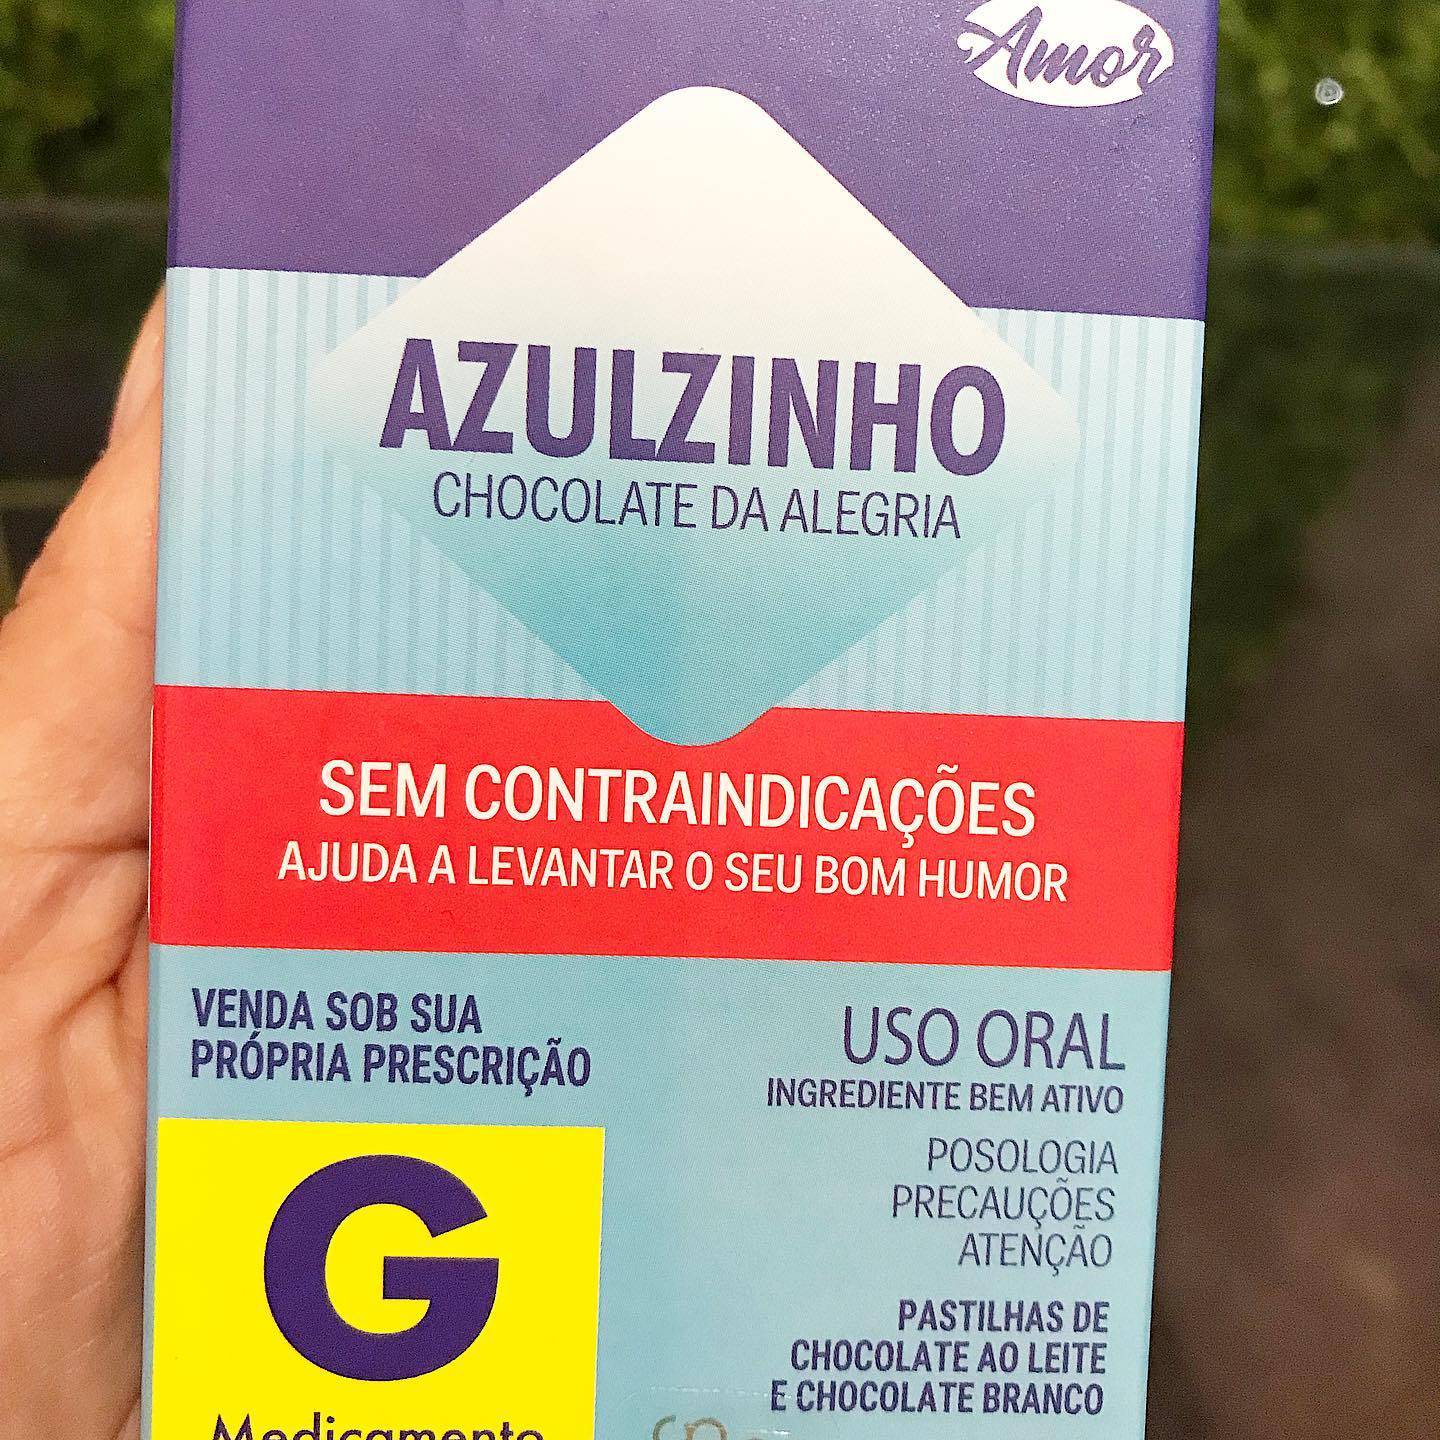 Amor
AZULZINHO
CHOCOLATE DA ALEGRIA
SEM CONTRAINDICAÇÕES
AJUDA A LEVANTAR O SEU BOM HUMOR
VENDA SOB SUA
PRÓPRIA PRESCRIÇÃO
G
Medicamento
USO ORAL
INGREDIENTE BEM ATIVO
POSOLOGIA
PRECAUÇÕES
ATENÇÃO
PASTILHAS DE
CHOCOLATE AO LEITE
E CHOCOLATE BRANCO